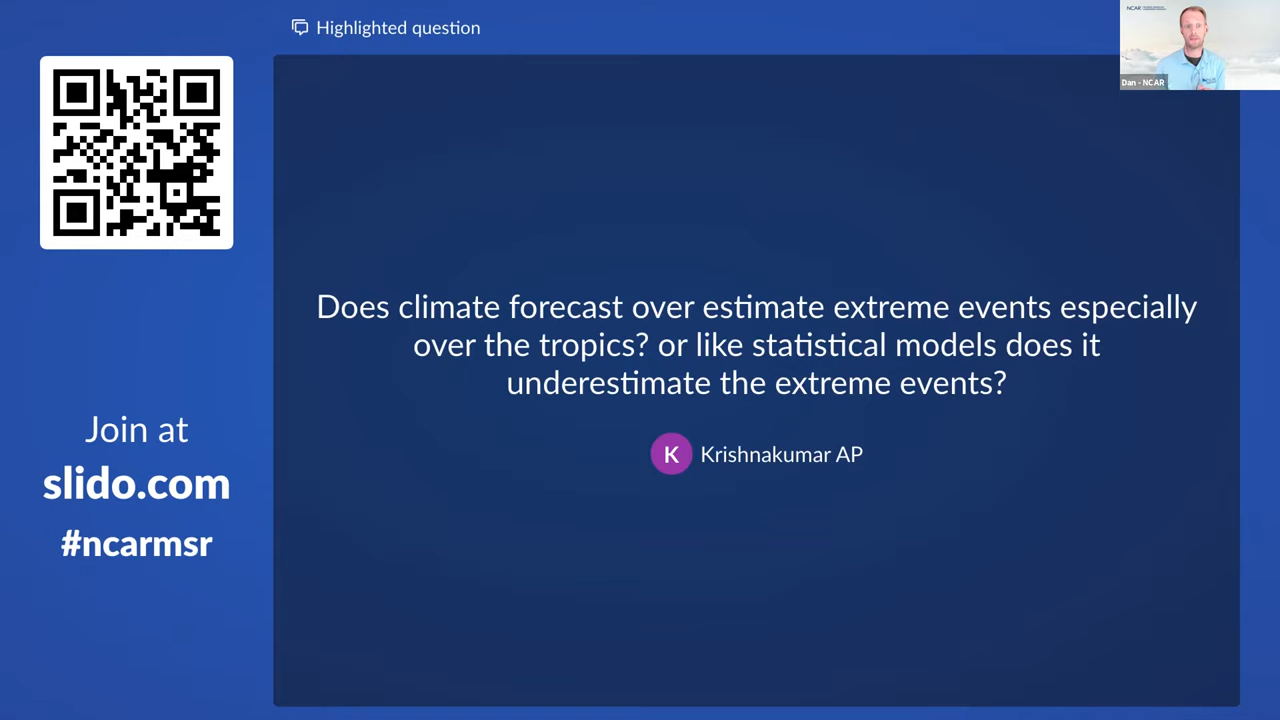 Highlighted question
NCAR
Dan - NCAR
Does climate forecast over estimate extreme events especially
over the tropics? or like statistical models does it
underestimate the extreme events?
K Krishnakumar AP
Join at
slido.com
#ncarmsr